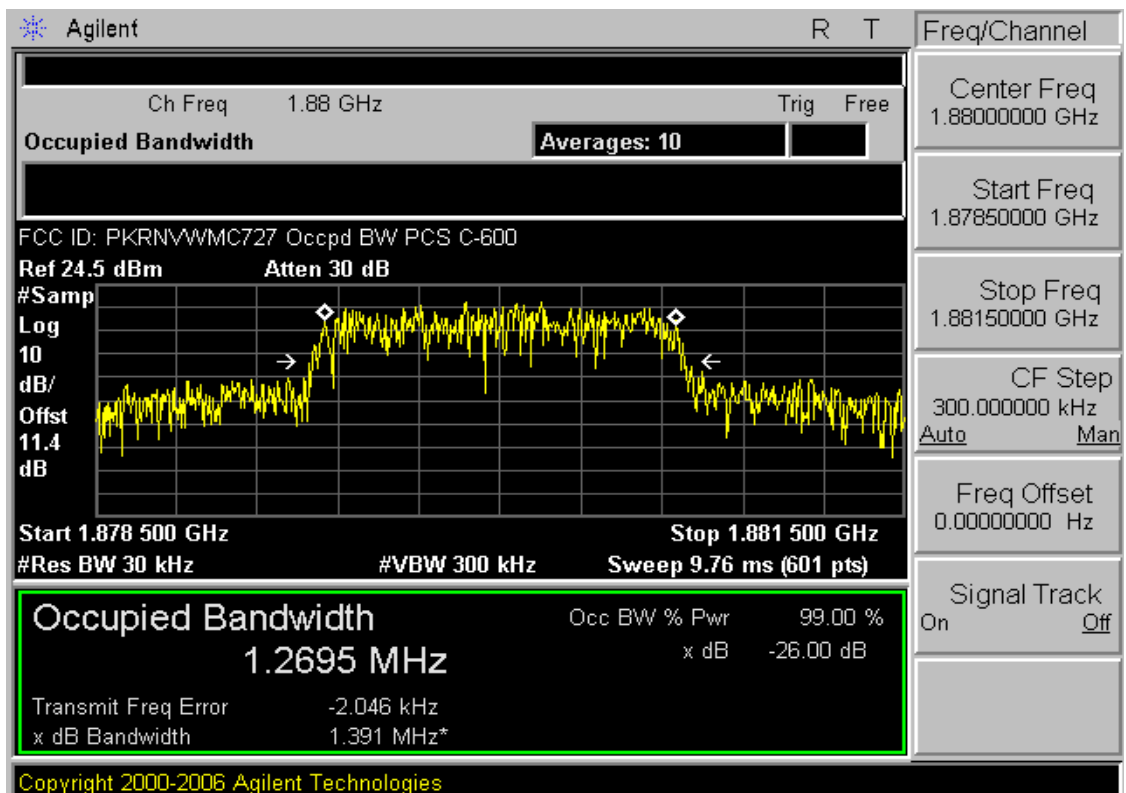 Agilent R T Freq/Channel
Ch Freq 1.88 GHz Trig Free
Occupied Bandwidth Averages: 10
FCC ID: PKRNVWMC727 Occpd BW PCS C-600
Ref 24.5 dBm Atten 30 dB
#Samp
Log
10
dB/
Offst
11.4
dB
Start 1.878 500 GHz Stop 1.881 500 GHz
#Res BW 30 kHz #VBW 300 kHz Sweep 9.76 ms (601 pts)
Occupied Bandwidth Occ BW % Pwr 99.00 %
1.2695 MHz x dB -26.00 dB
Transmit Freq Error -2.046 kHz
x dB Bandwidth 1.391 MHz*
Copyright 2000-2006 Agilent Technologies
Center Freq
1.88000000 GHz
Start Freq
1.87850000 GHz
Stop Freq
1.88150000 GHz
CF Step
300.000000 kHz
Auto Man
Freq Offset
0.00000000 Hz
Signal Track
On Off